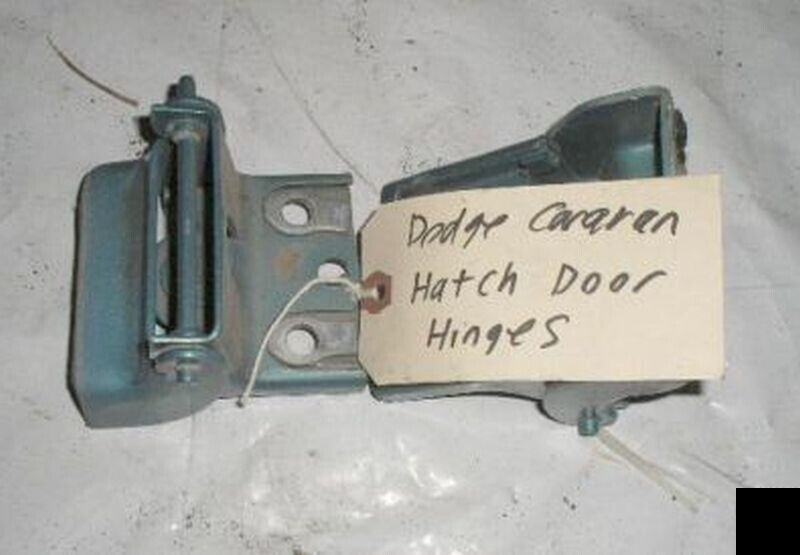 Dodge Caravan
Hatch Door
Hinges